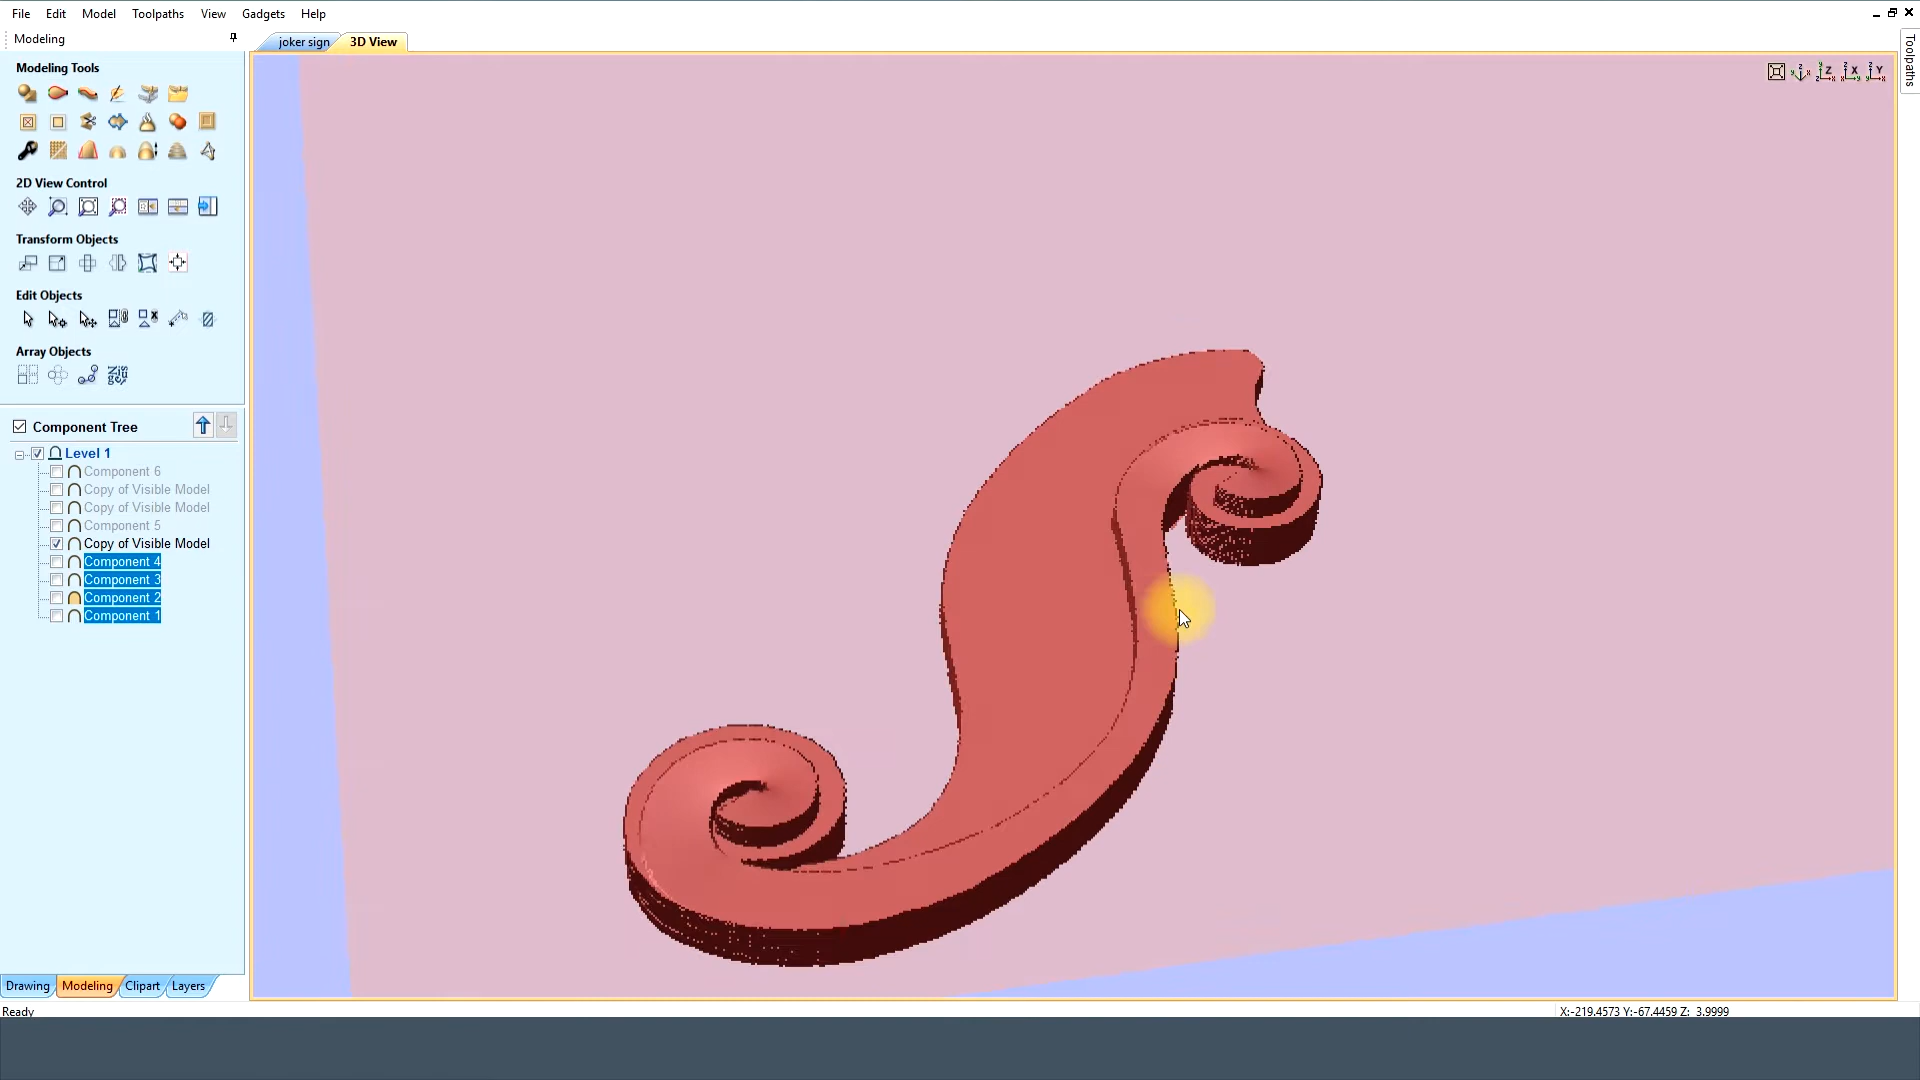 File Edit Model Toolpaths View Gadgets Help
Modeling
joker sign 3D View
Toolpaths
Modeling Tools
2D View Control
Transform Objects
Edit Objects
Array Objects
Component Tree
Level 1
Component 6
Copy of Visible Model
Copy of Visible Model
Component 5
Copy of Visible Model
Component 4
Component 3
Component 2
Component 1
Drawing Modeling Clipart Layers
Ready
X:-219.4573 Y:-67.4459 Z: 3.9999